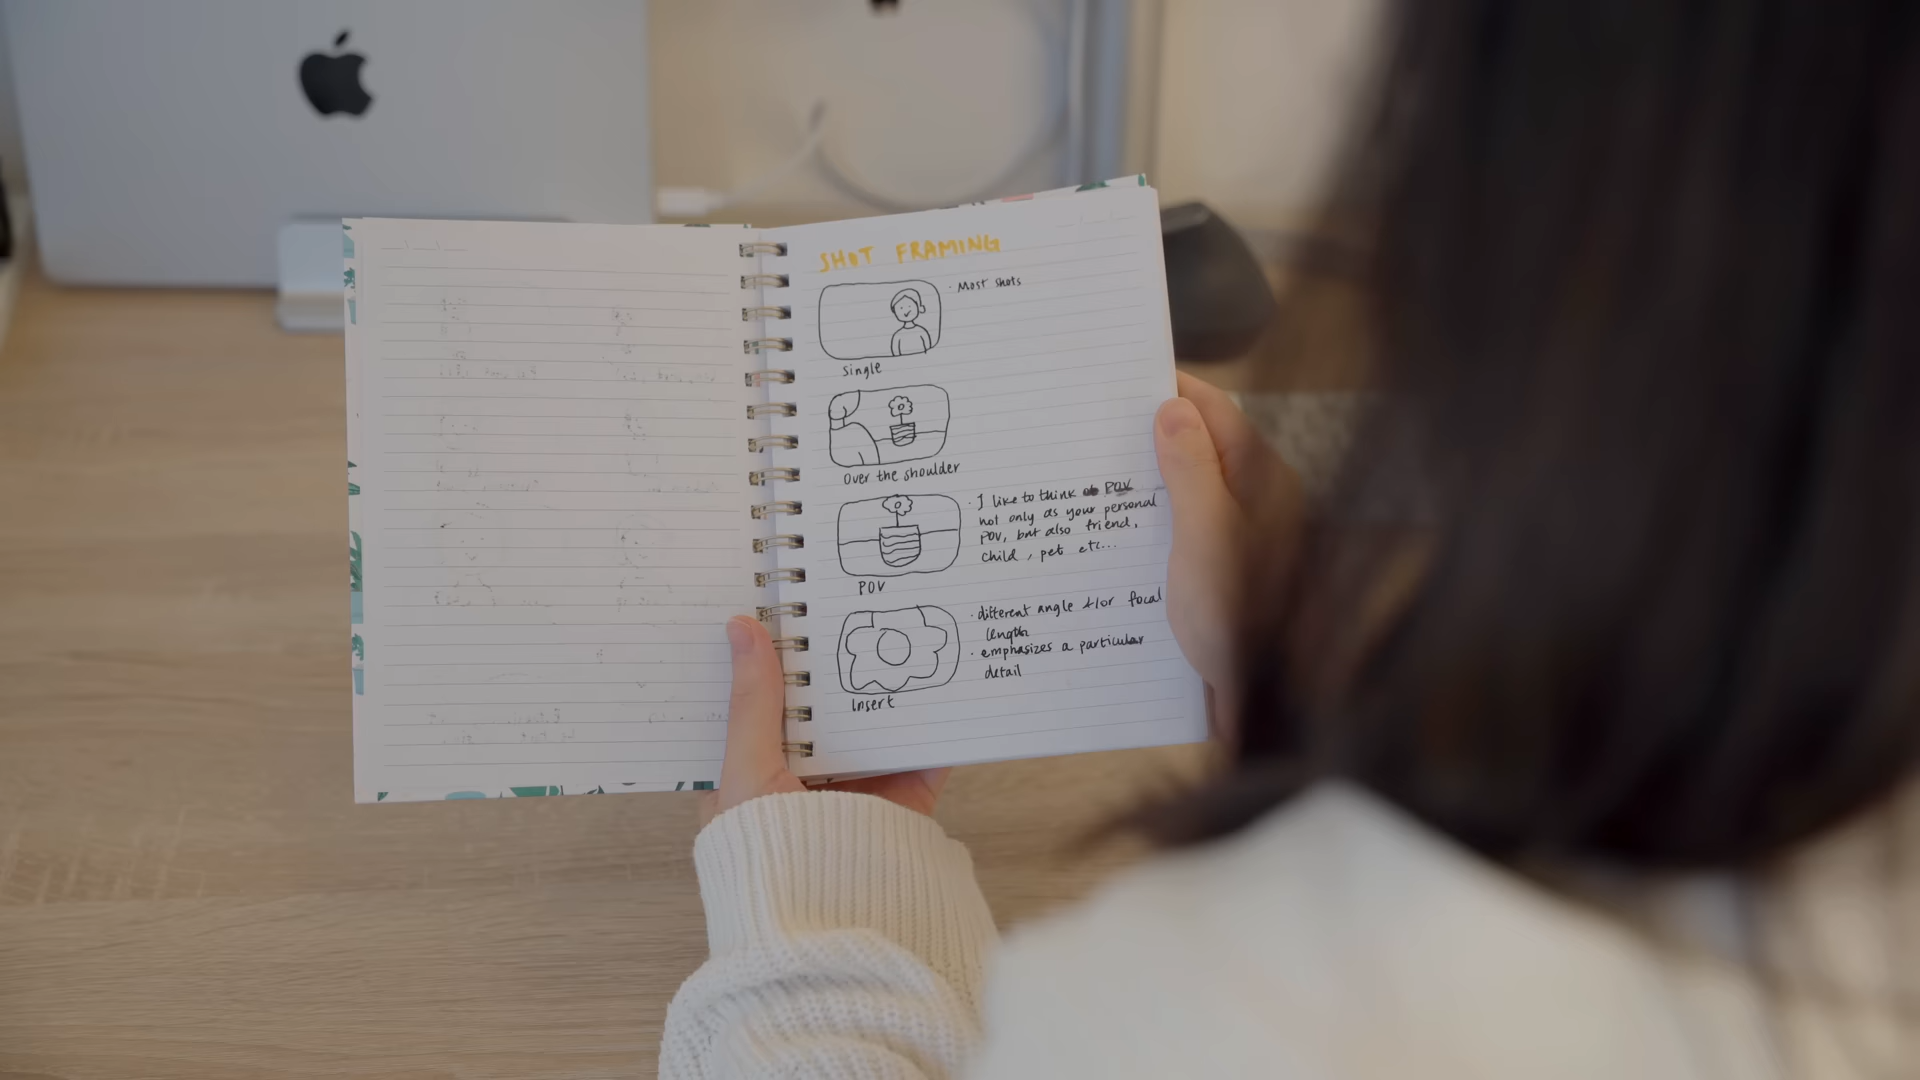 SHOT FRAMING
· Most shots
Single
Over the shoulder
· I like to think POV
not only as your personal
POV, but also friend,
child, pet etc...
POV
· different angle &/or focal
length
· emphasizes a particular
detail
Insert